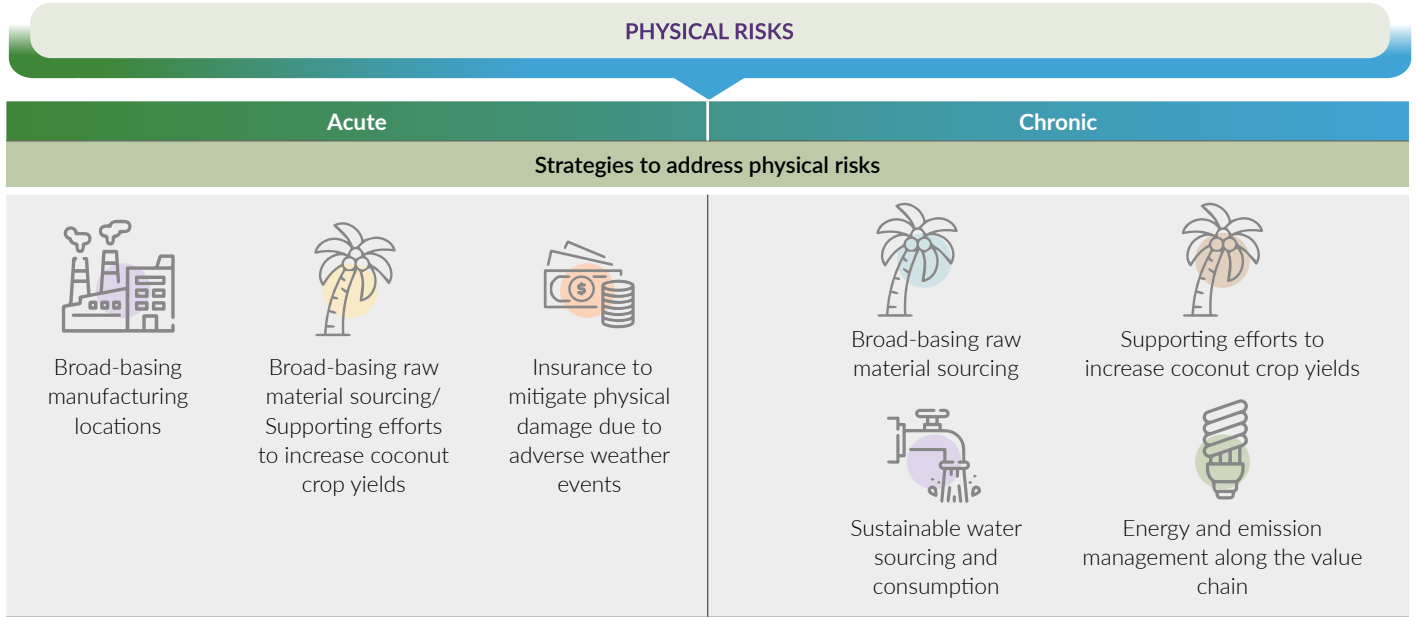 PHYSICAL RISKS
Acute
Chronic
Strategies to address physical risks
Broad-basing
manufacturing
locations
Broad-basing raw
material sourcing/
Supporting efforts
to increase coconut
crop yields
Insurance to
mitigate physical
damage due to
adverse weather
events
Broad-basing raw
material sourcing
Supporting efforts to
increase coconut crop yields
Sustainable water
sourcing and
consumption
Energy and emission
management along the value
chain